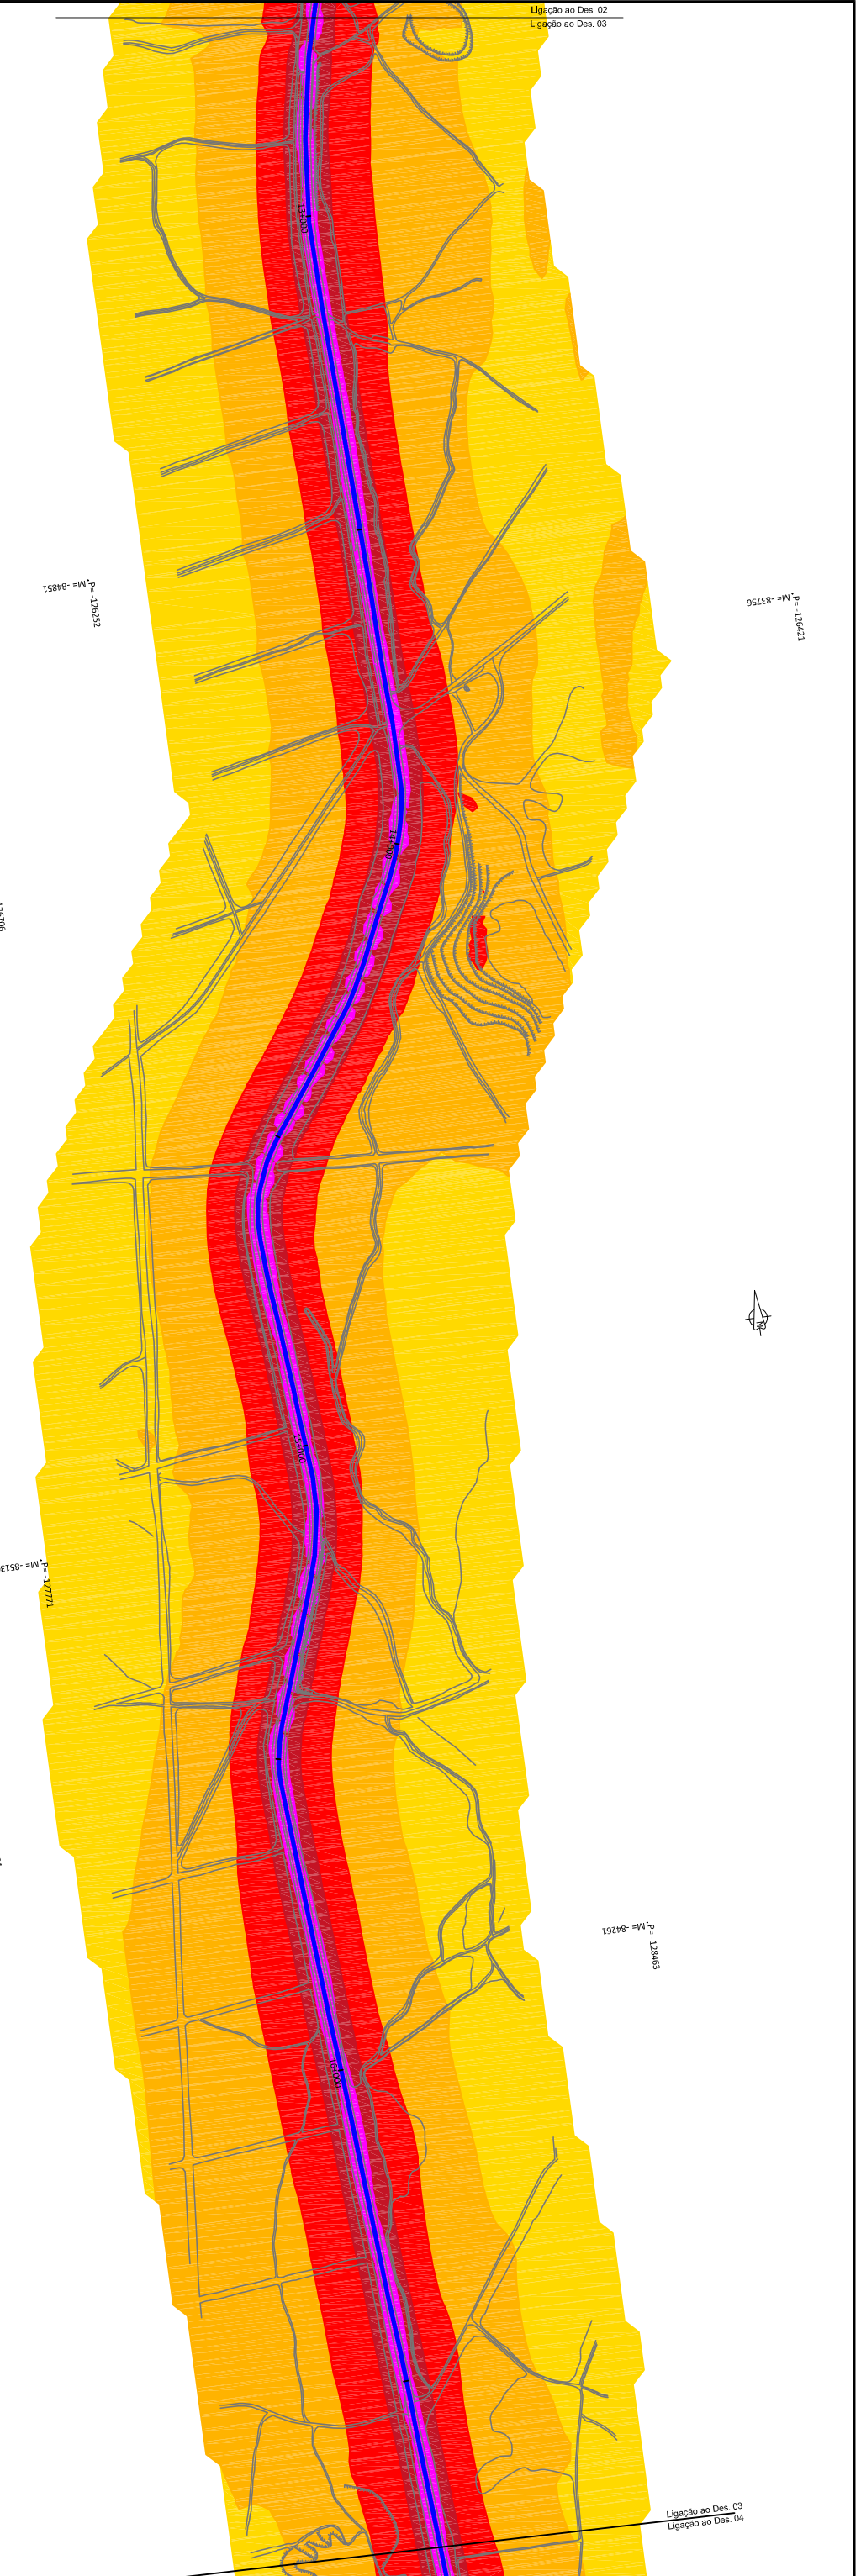 Ligação ao Des. 02
Ligação ao Des. 03
13+000
M= -84851
P= -126252
M= -83756
P= -126421
14+000
N
15+000
P= -127771
M= -84261
P= -128463
16+000
Ligação ao Des. 03
Ligação ao Des. 04